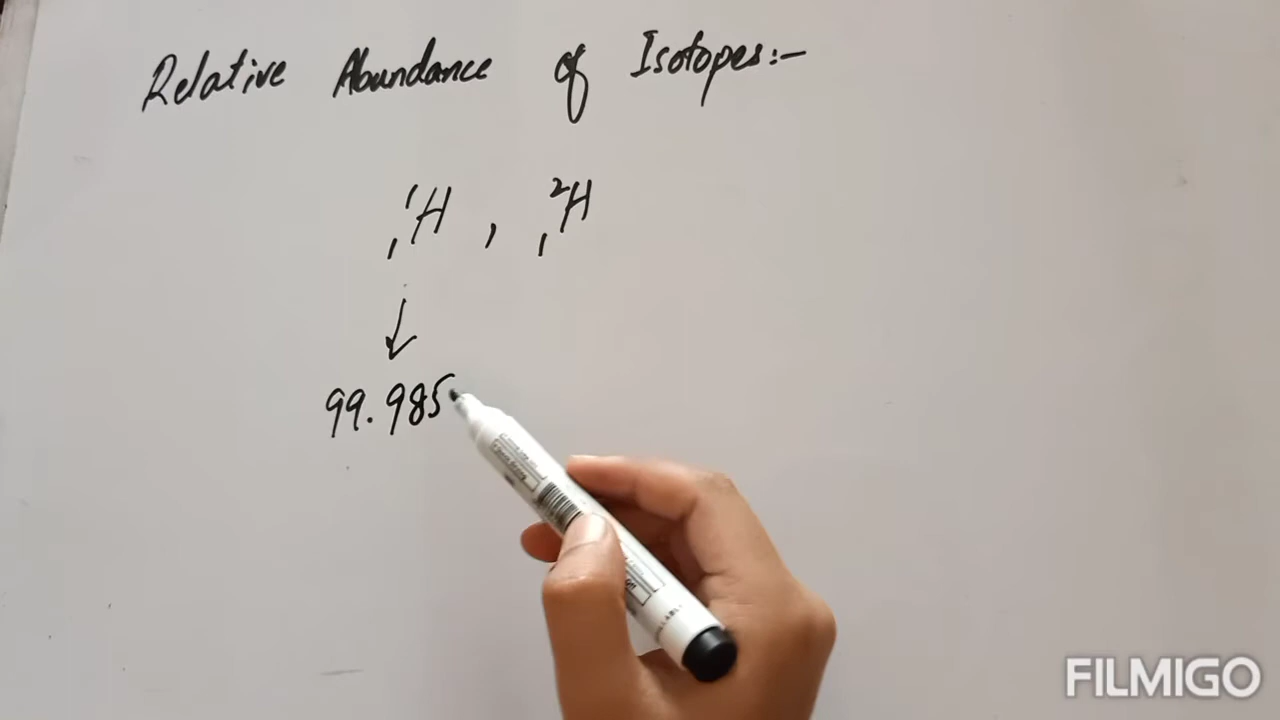 Relative Abundance of Isotopes:-
¹₁H , ²₁H
↓
99.985
FILMIGO